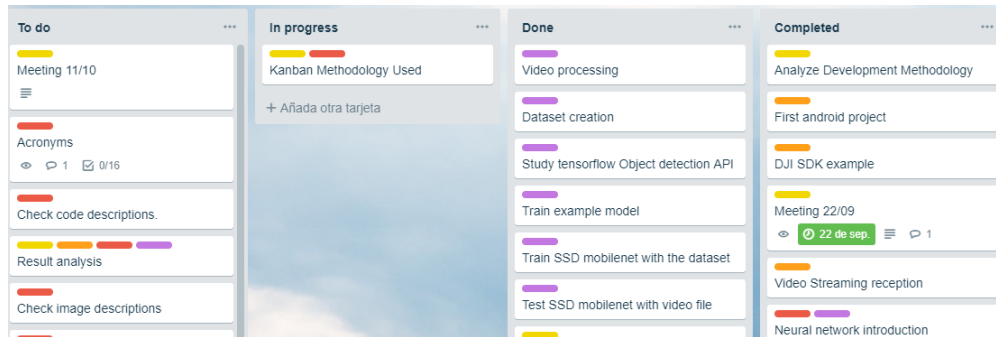 To do
Meeting 11/10
Acronyms
1 0/16
Check code descriptions.
Result analysis
Check image descriptions
In progress
Kanban Methodology Used
+ Añada otra tarjeta
Done
Video processing
Dataset creation
Study tensorflow Object detection API
Train example model
Train SSD mobilenet with the dataset
Test SSD mobilenet with video file
Completed
Analyze Development Methodology
First android project
DJI SDK example
Meeting 22/09
22 de sep. 1
Video Streaming reception
Neural network introduction